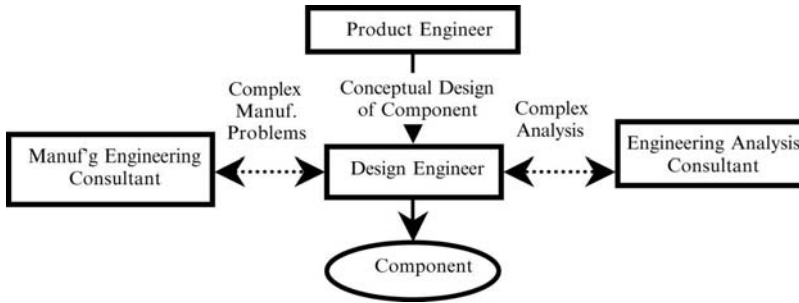 Product Engineer
Complex
Manuf.
Problems
Conceptual Design
of Component
Complex
Analysis
Manuf'g Engineering
Consultant
Design Engineer
Engineering Analysis
Consultant
Component